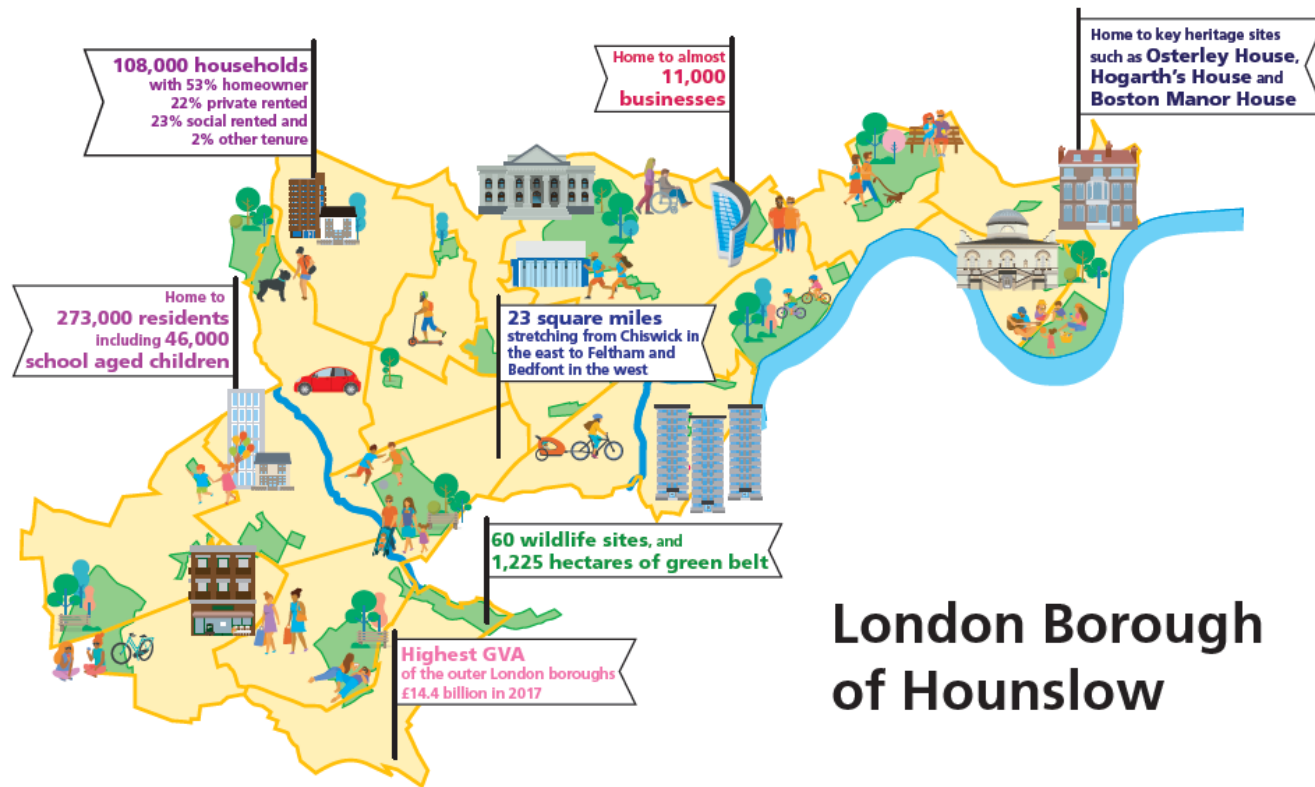 108,000 households
with 53% homeowner
22% private rented
23% social rented and
2% other tenure
Home to almost
11,000
businesses
Home to key heritage sites
such as Osterley House,
Hogarth's House and
Boston Manor House
Home to
273,000 residents
including 46,000
school aged children
23 square miles
stretching from Chiswick in
the east to Feltham and
Bedfont in the west
60 wildlife sites, and
1,225 hectares of green belt
Highest GVA
of the outer London boroughs
£14.4 billion in 2017
London Borough
of Hounslow